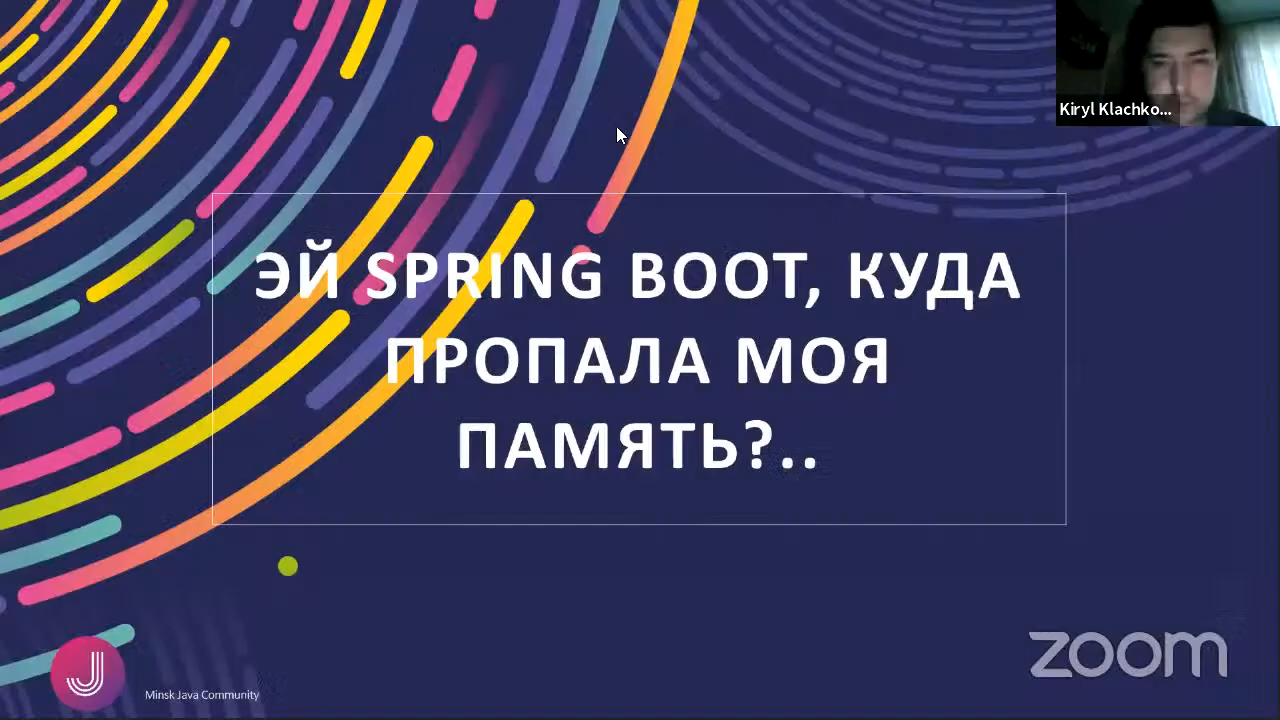 Kiryl Klachko...
ЭЙ SPRING BOOT, КУДА
ПРОПАЛА МОЯ
ПАМЯТЬ?..
Minsk Java Community
zoom